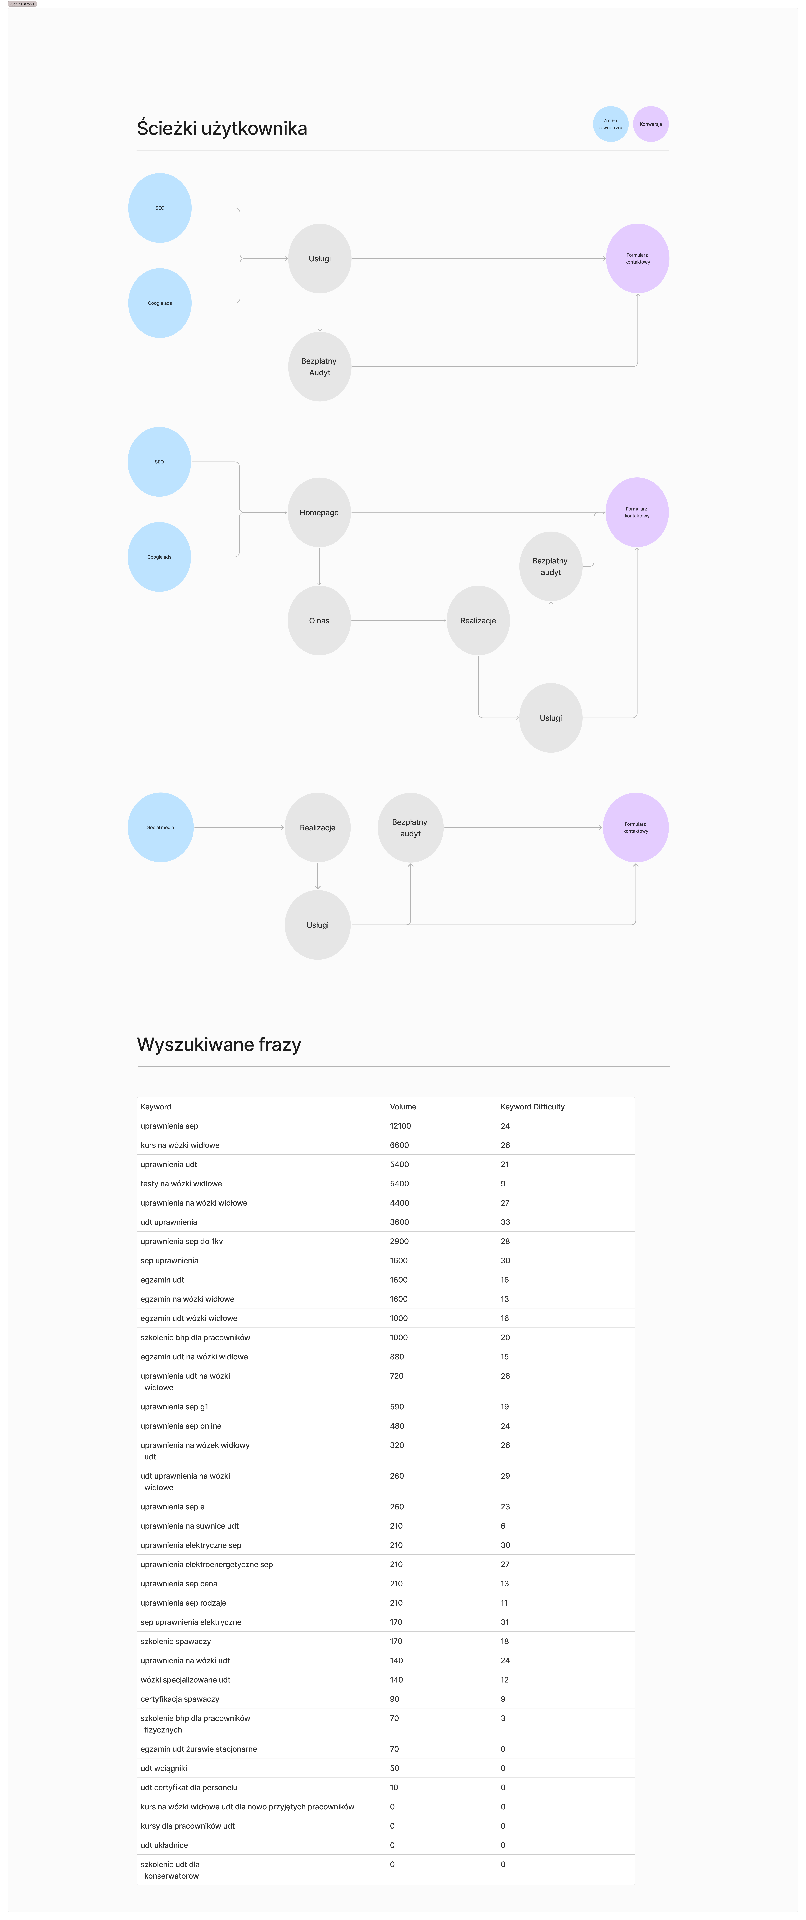 Ścieżki użytkownika
Konwersja
SEO
Google ads
Usługi
Formularz
kontaktowy
Bezpłatny
Audyt
SEO
Google ads
Homepage
Formularz
kontaktowy
Bezpłatny
audyt
O nas
Realizacje
Usługi
Social media
Realizacje
Bezpłatny
audyt
Formularz
kontaktowy
Usługi
Wyszukiwane frazy
Keyword Volume Keyword Difficulty
uprawnienia sep 12100 24
kurs na wózki widłowe 6600 26
uprawnienia udt 5400 21
testy na wózki widłowe 5400 9
uprawnienia na wózki widłowe 4400 27
udt uprawnienia 3600 33
uprawnienia sep do 1kv 2900 28
sep uprawnienia 1600 30
egzamin udt 1600 16
egzamin na wózki widłowe 1600 13
egzamin udt wózki widłowe 1000 16
szkolenie bhp dla pracowników 1000 20
egzamin udt na wózki widłowe 880 15
uprawnienia udt na wózki
widłowe 720 26
uprawnienia sep g1 590 19
uprawnienia sep online 480 24
uprawnienia na wózek widłowy
udt 320 26
udt uprawnienia na wózki
widłowe 260 29
uprawnienia sep e 260 23
uprawnienia na suwnice udt 210 6
uprawnienia elektryczne sep 210 30
uprawnienia elektroenergetyczne sep 210 27
uprawnienia sep cena 210 13
uprawnienia sep rodzaje 210 11
sep uprawnienia elektryczne 170 31
szkolenie spawaczy 170 18
uprawnienia na wózki udt 140 24
wózki specjalizowane udt 140 12
certyfikacja spawaczy 90 9
szkolenie bhp dla pracowników
fizycznych 70 3
egzamin udt żurawie stacjonarne 70 0
udt wciągniki 50 0
udt certyfikat dla personelu 10 0
kurs na wózki widłowe udt dla nowo przyjętych pracowników 0 0
kursy dla pracowników udt 0 0
udt układnice 0 0
szkolenie udt dla
konserwatorow 0 0